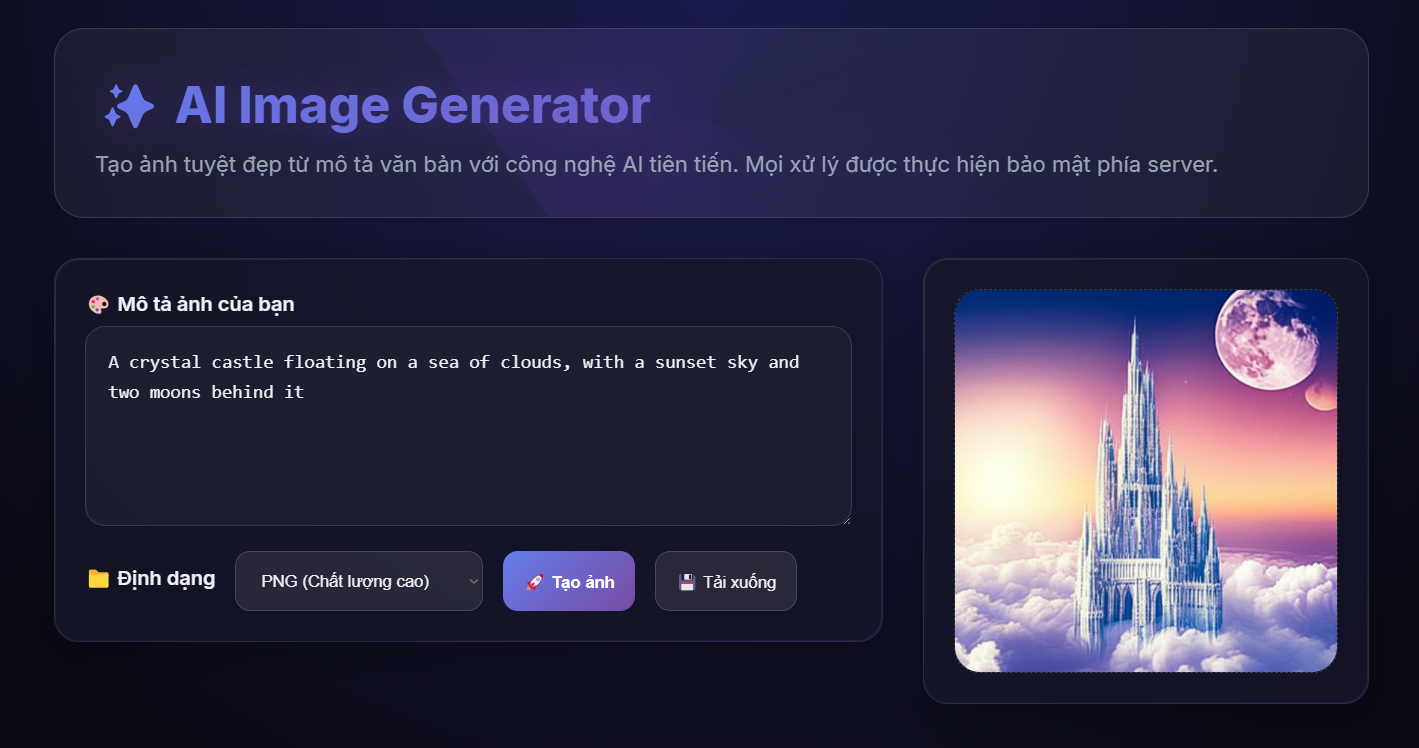 AI Image Generator
Tạo ảnh tuyệt đẹp từ mô tả văn bản với công nghệ AI tiên tiến. Mọi xử lý được thực hiện bảo mật phía server.
Mô tả ảnh của bạn
A crystal castle floating on a sea of clouds, with a sunset sky and
two moons behind it
Định dạng
PNG (Chất lượng cao)
Tạo ảnh
Tải xuống